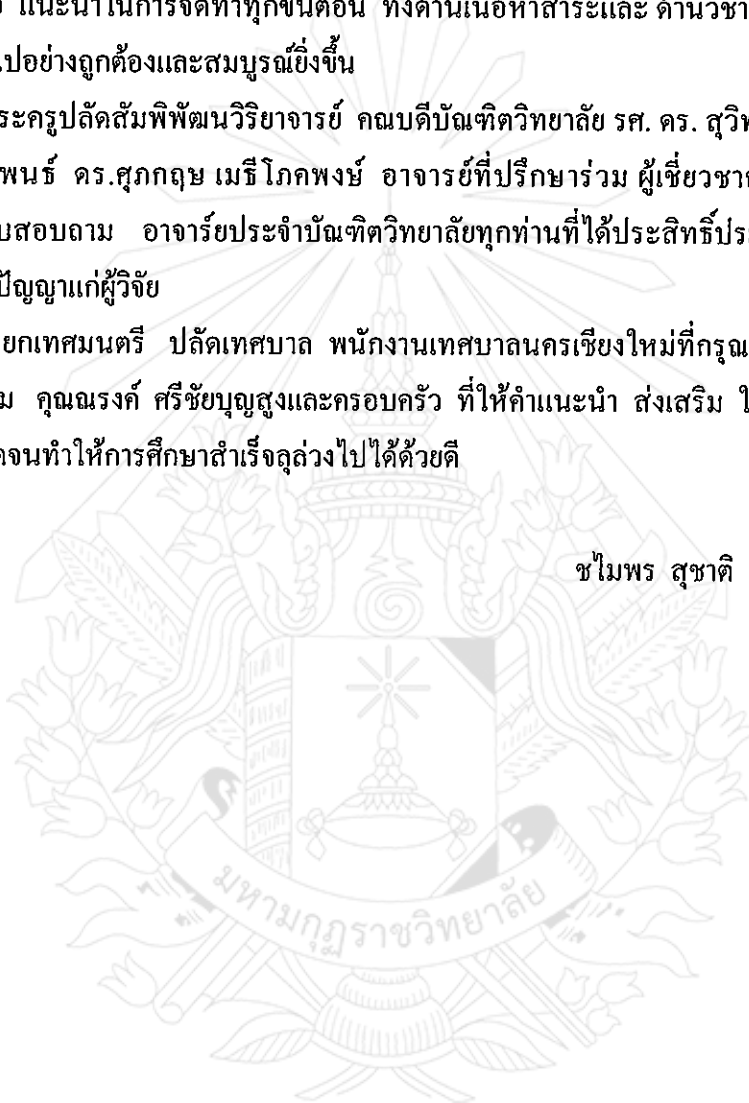 แนะนำในการจัดทำทุกขั้นตอน ทั้งด้านเนื้อหาสาระและ ด้านวิชา
ปอย่างถูกต้องและสมบูรณ์ยิ่งขึ้น
ระครูปลัดสัมพิพัฒนวิริยาจารย์ คณบดีบัณฑิตวิทยาลัย รศ. ดร. สุวิ
พนธ์ ดร.ศุภกฤษ เมธีโภคพงษ์ อาจารย์ที่ปรึกษาร่วม ผู้เชี่ยวชา
บสอบถาม อาจาร์ยประจำบัณฑิตวิทยาลัยทุกท่านที่ได้ประสิทธิ์ประ
ปัญญาแก่ผู้วิจัย
ยกเทศมนตรี ปลัดเทศบาล พนักงานเทศบาลนครเชียงใหม่ที่กรุณ
ม คุณณรงค์ ศรีชัยบุญสูงและครอบครัว ที่ให้คำแนะนำ ส่งเสริม ใ
จนทำให้การศึกษาสำเร็จลุล่วงไปได้ด้วยดี
ชไมพร สุชาติ
มหามกุฏราชวิทยาลัย